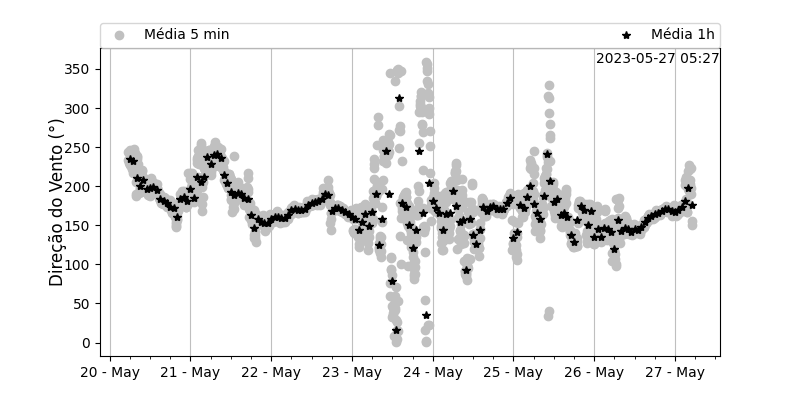 Média 5 min
Média 1h
2023-05-27 05:27
Direção do Vento (°)
350
300
250
200
150
100
50
0
20 - May
21 - May
22 - May
23 - May
24 - May
25 - May
26 - May
27 - May